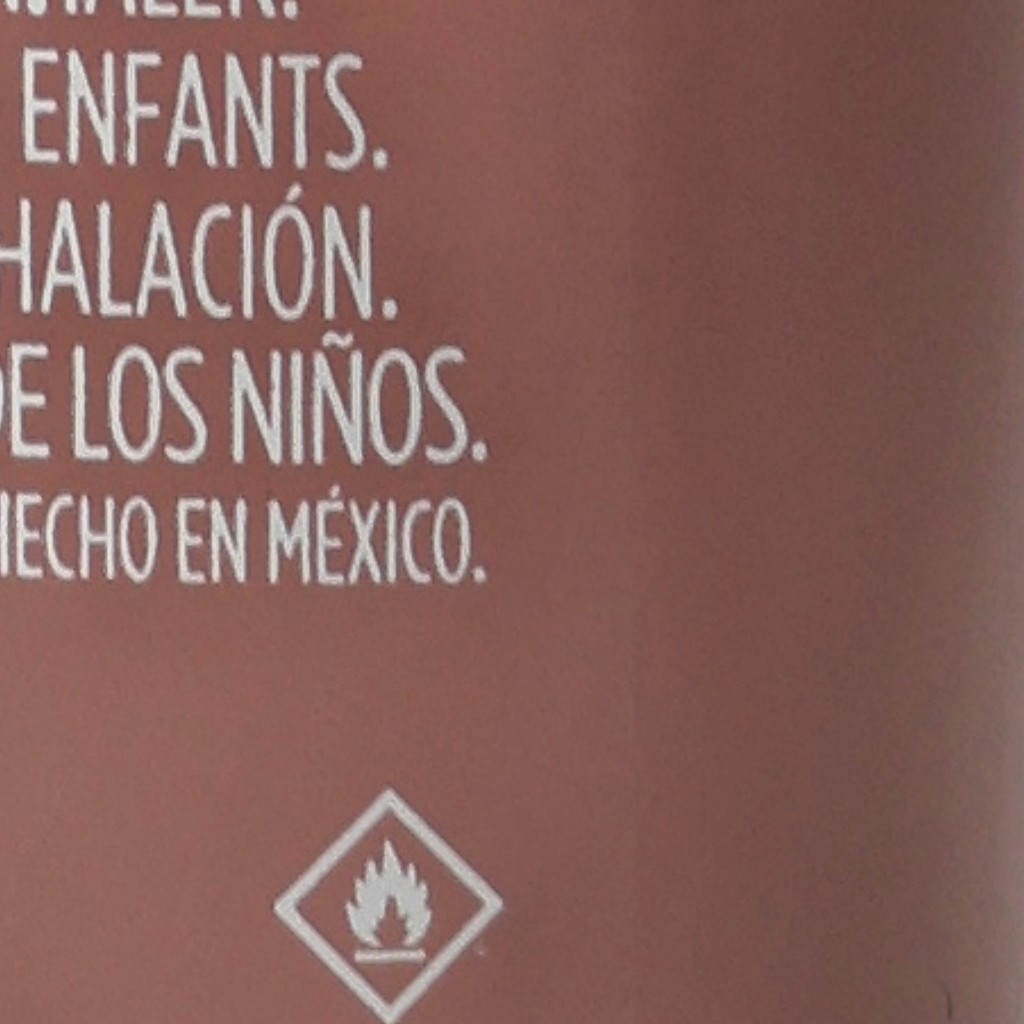 ENFANTS.
HALACIÓN.
DE LOS NIÑOS.
HECHO EN MÉXICO.